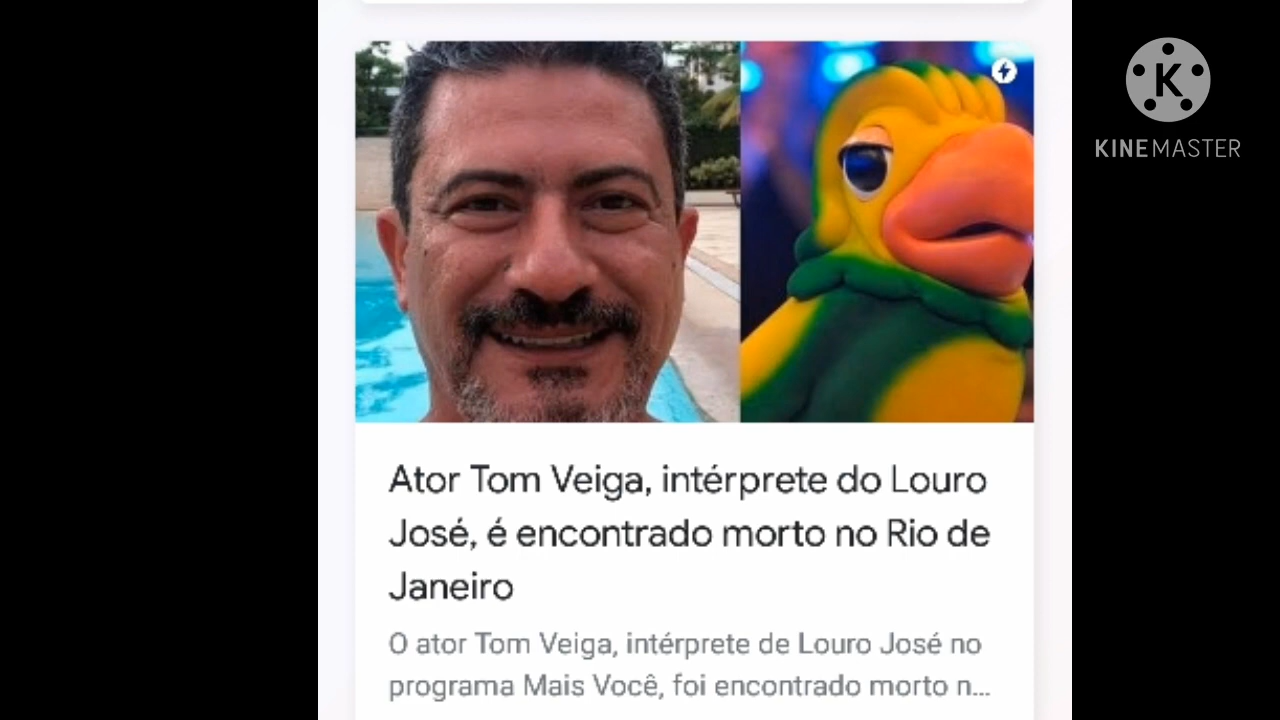 K
KINEMASTER
Ator Tom Veiga, intérprete do Louro
José, é encontrado morto no Rio de
Janeiro
O ator Tom Veiga, intérprete de Louro José no
programa Mais Você, foi encontrado morto n...